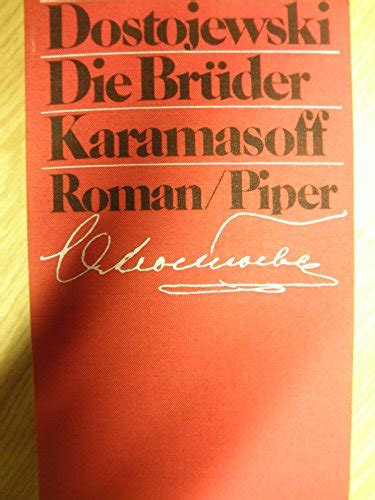 Dostojewski
Die Brüder
Karamasoff
Roman/Piper